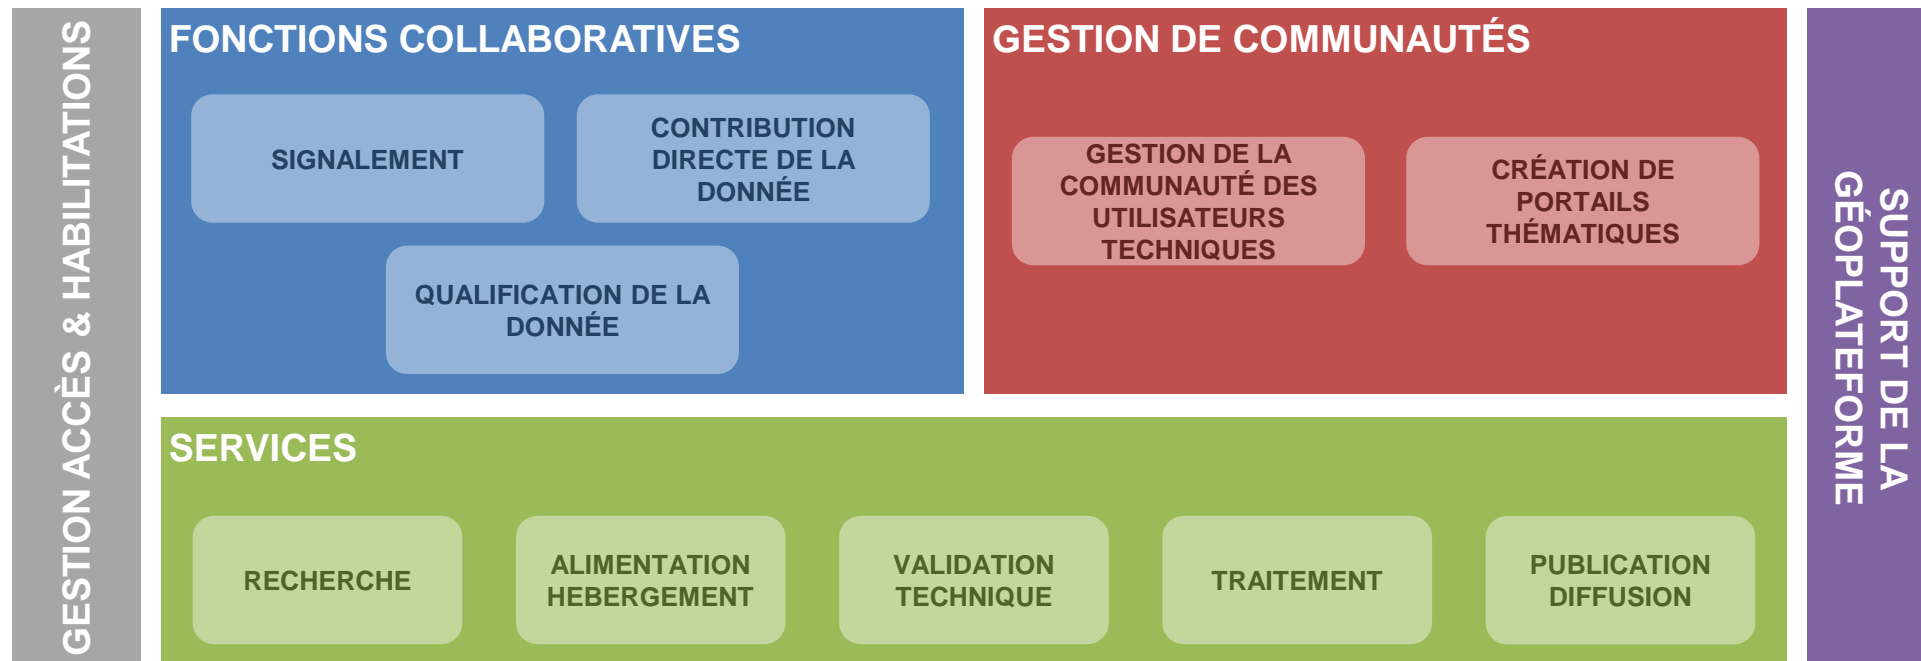 GESTION ACCÈS & HABILITATIONS
FONCTIONS COLLABORATIVES
SIGNALEMENT
CONTRIBUTION
DIRECTE DE LA
DONNÉE
QUALIFICATION DE LA
DONNÉE
GESTION DE COMMUNAUTÉS
GESTION DE LA
COMMUNAUTÉ DES
UTILISATEURS
TECHNIQUES
CRÉATION DE
PORTAILS
THÉMATIQUES
SERVICES
RECHERCHE
ALIMENTATION
HEBERGEMENT
VALIDATION
TECHNIQUE
TRAITEMENT
PUBLICATION
DIFFUSION
SUPPORT DE LA
GÉOPLATEFORME